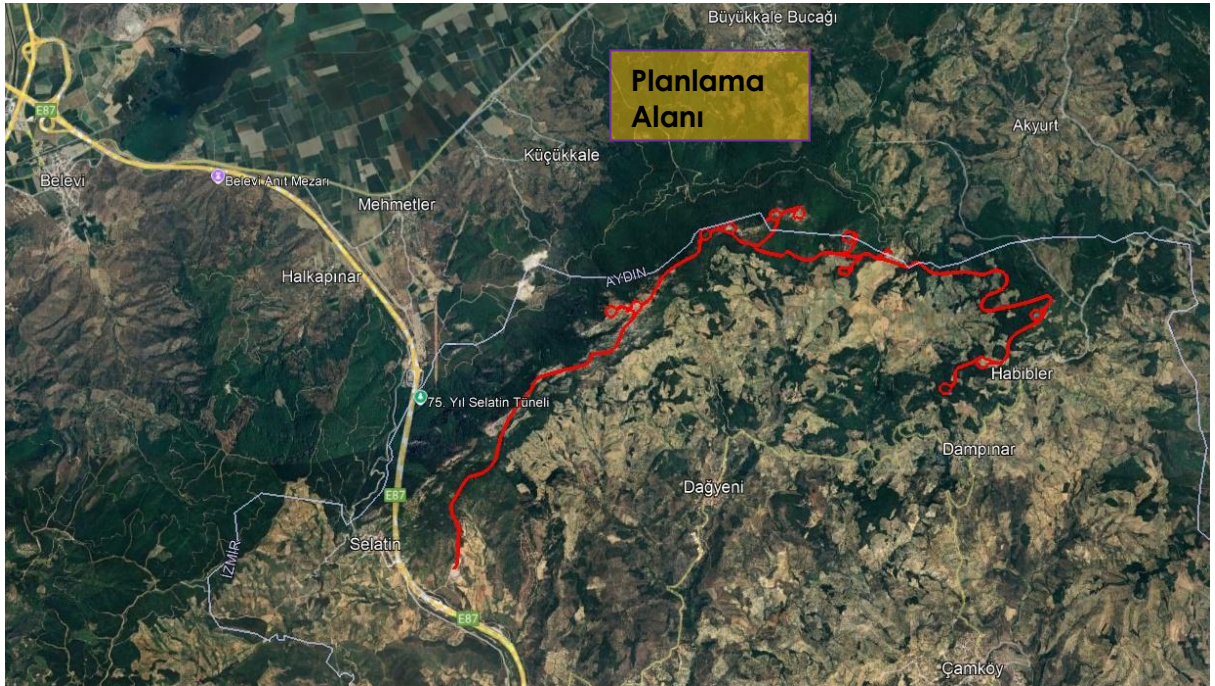 Büyükkale Bucağı
Planlama
Alanı
E87
Akyurt
Küçükkale
Belevi
Belevi Anıt Mezarı
Mehmetler
Halkapınar
AYDIN
Habibler
75. Yıl Selatin Tüneli
Dampınar
Dağyeni
E87
Selatin
İZMİR
E87
Çamköy